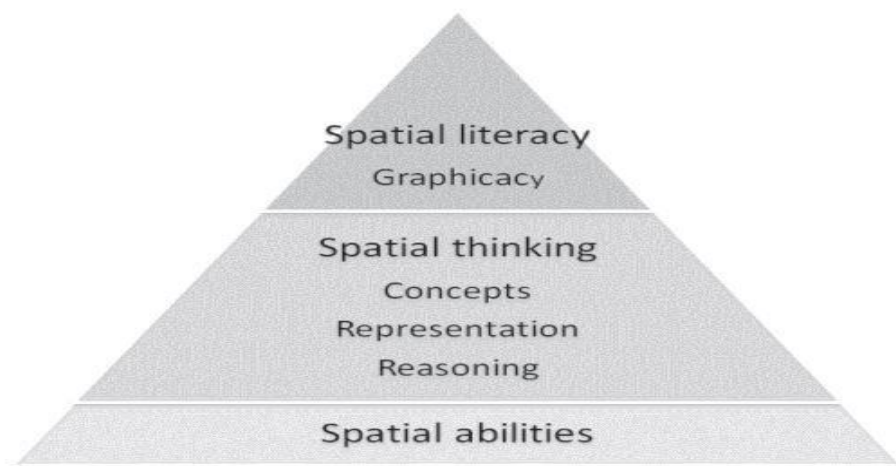 Spatial literacy
Graphicacy
Spatial thinking
Concepts
Representation
Reasoning
Spatial abilities